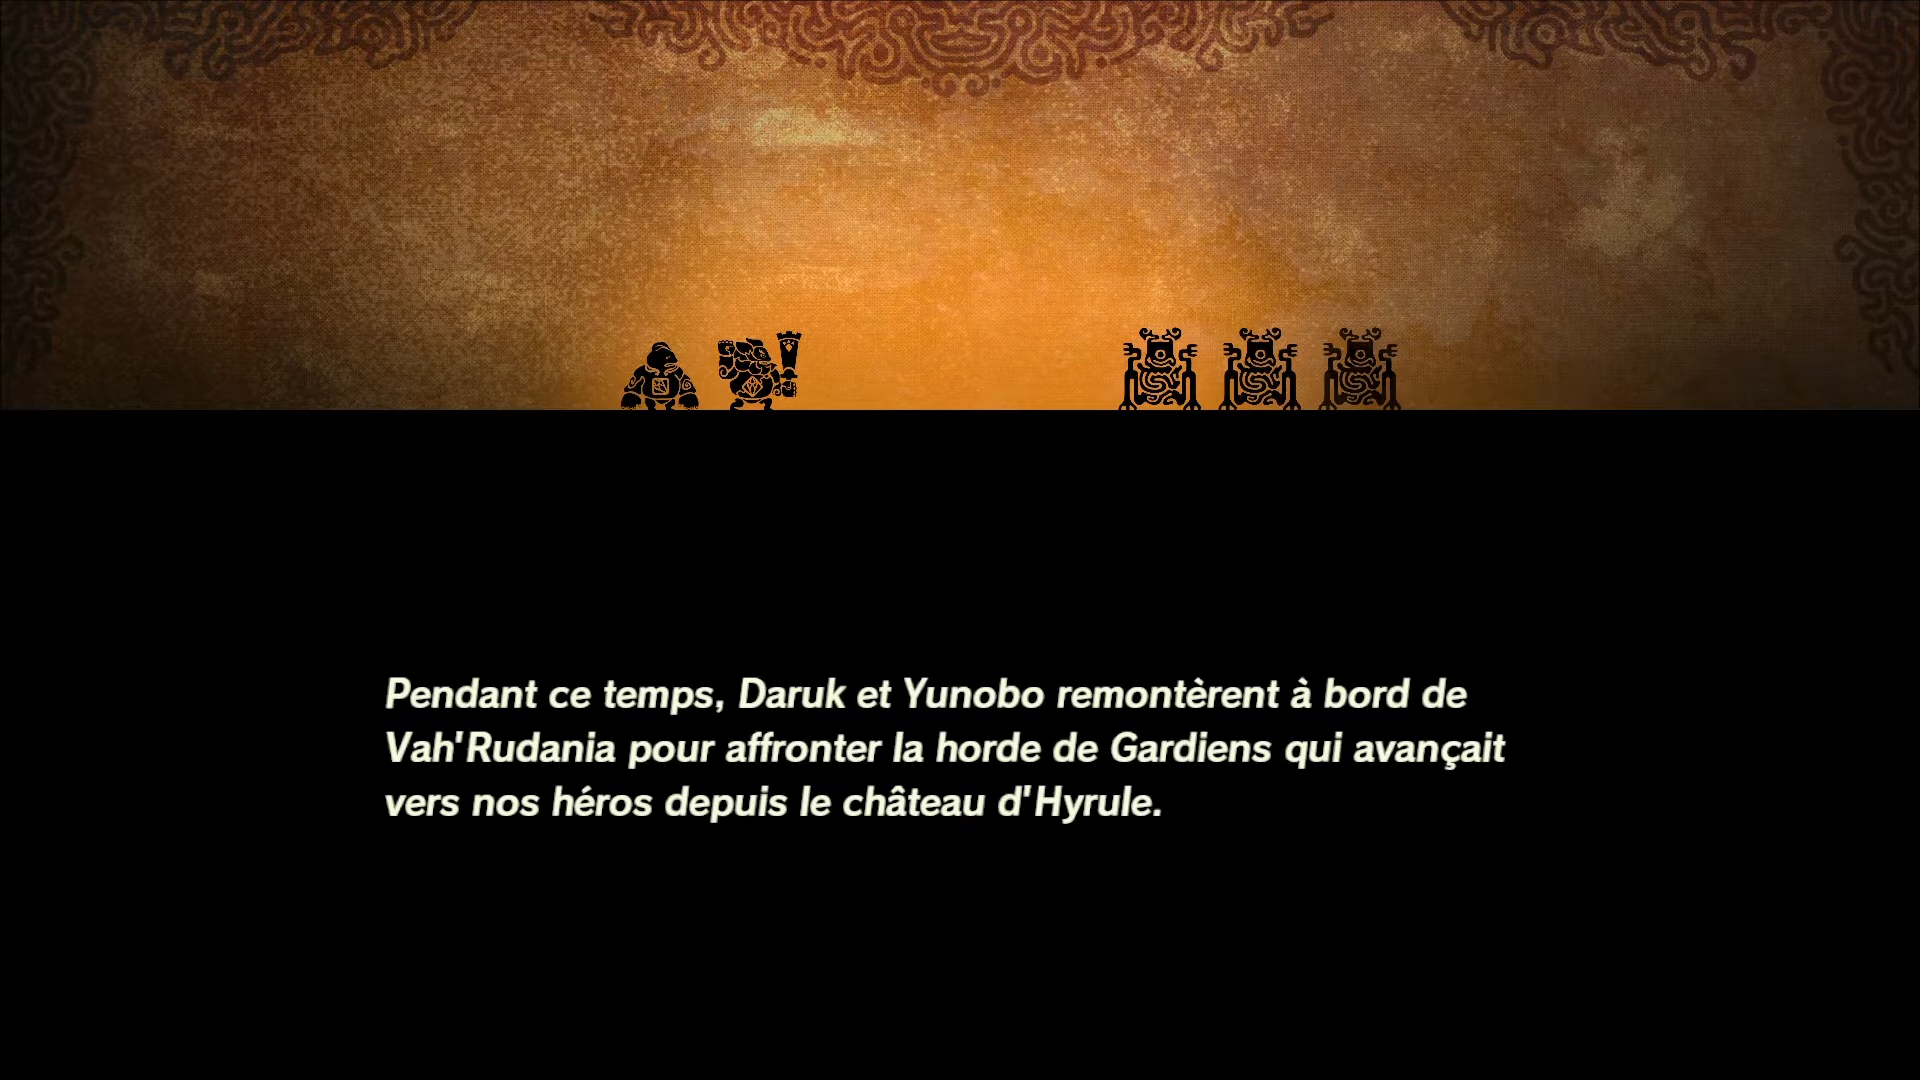 Pendant ce temps, Daruk et Yunobo remontèrent à bord de
Vah'Rudania pour affronter la horde de Gardiens qui avançait
vers nos héros depuis le château d'Hyrule.